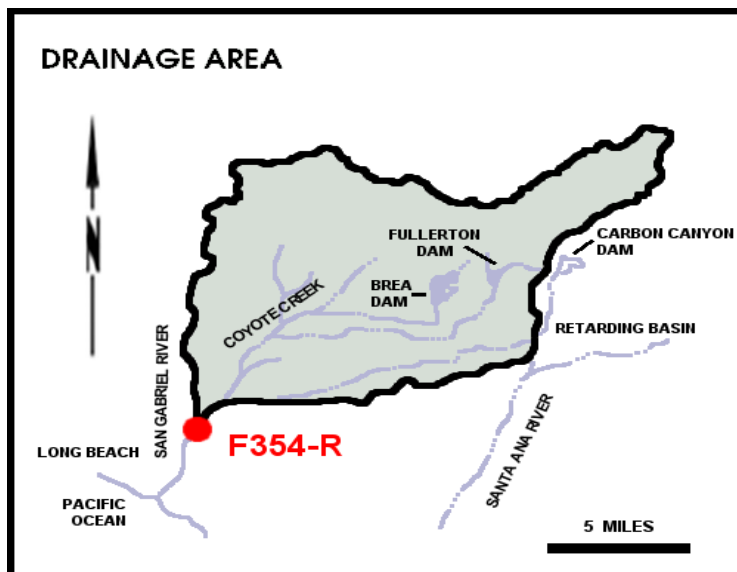 DRAINAGE AREA
N
FULLERTON
DAM
CARBON CANYON
DAM
BREA
DAM
COYOTE CREEK
RETARDING BASIN
SAN GABRIEL RIVER
F354-R
LONG BEACH
SANTA ANA RIVER
PACIFIC
OCEAN
5 MILES